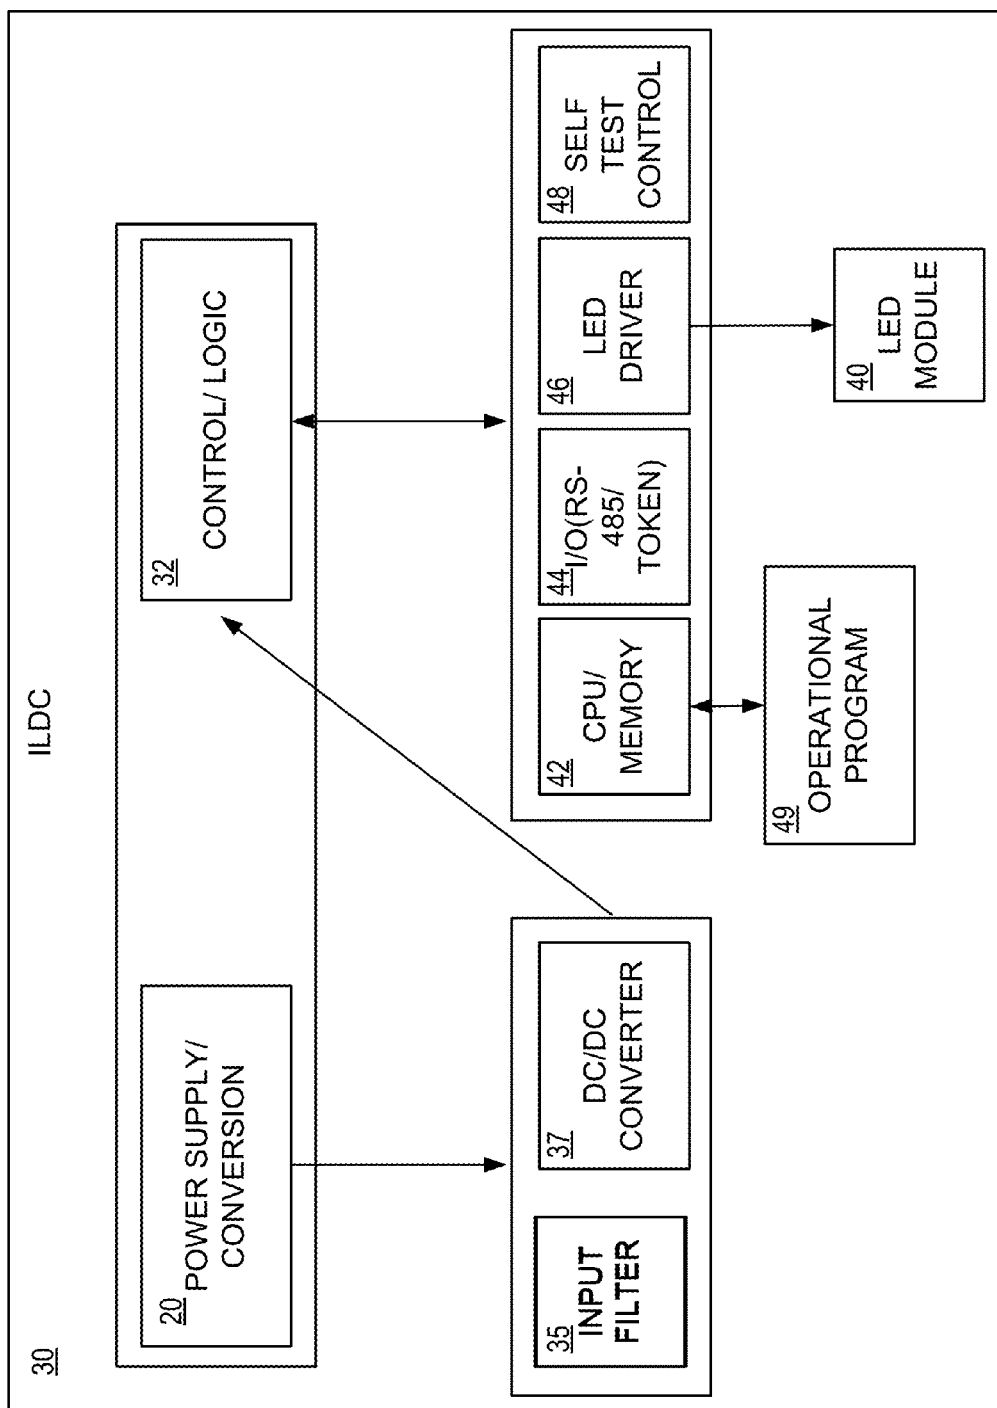 30
ILDC
20
POWER SUPPLY/
CONVERSION
32
CONTROL/ LOGIC
35
INPUT
FILTER
37
DC/DC
CONVERTER
42
CPU/
MEMORY
44
I/O(RS-
485/
TOKEN)
46
LED
DRIVER
48
SELF
TEST
CONTROL
49
OPERATIONAL
PROGRAM
40
LED
MODULE